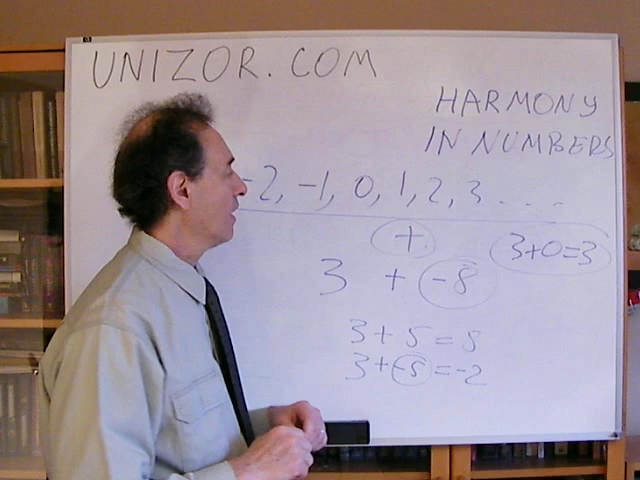 UNIZOR.COM
HARMONY
IN NUMBERS
-2, -1, 0, 1, 2, 3 ....
+
3+0=3
3 + -8
3+5=8
3+-5=-2